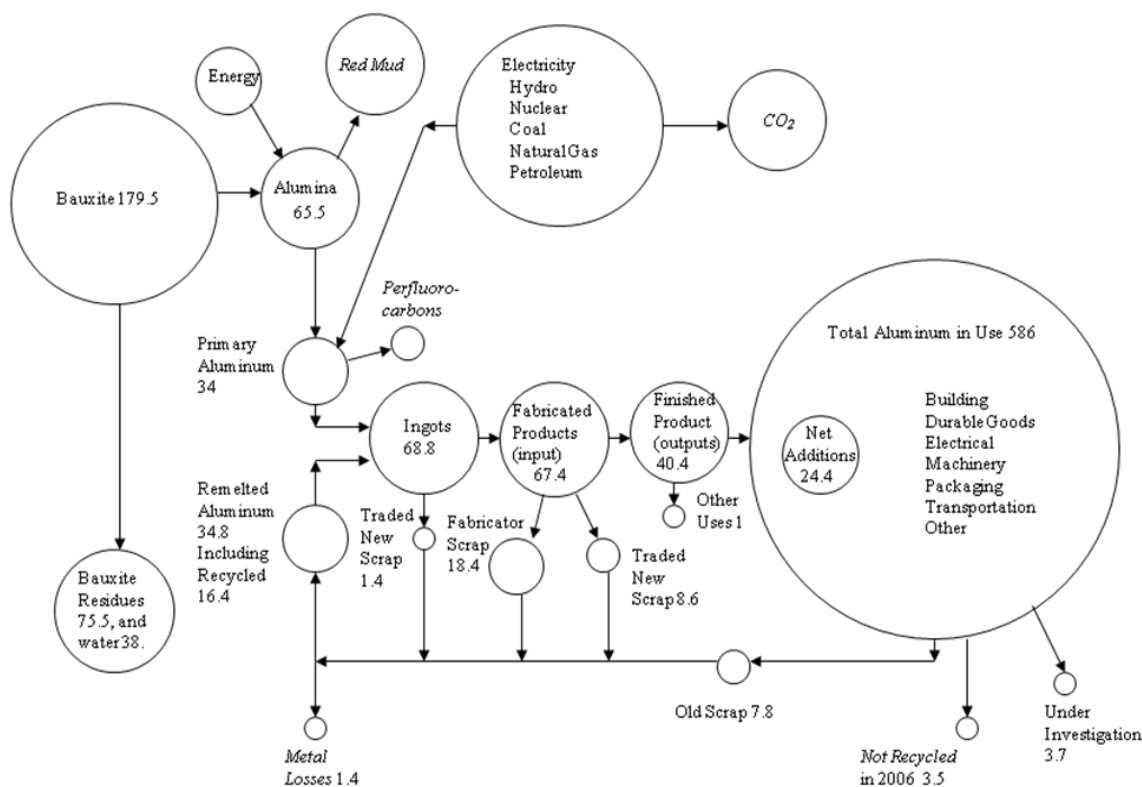 Energy
Red Mud
Electricity
Hydro
Nuclear
Coal
Natural Gas
Petroleum
CO2
Bauxite 179.5
Alumina
65.5
Perfluoro-
carbons
Primary
Aluminum
34
Total Aluminum in Use 586
Ingots
68.8
Fabricated
Products
(input)
67.4
Finished
Product
(outputs)
40.4
Net
Additions
24.4
Building
Durable Goods
Electrical
Machinery
Packaging
Transportation
Other
Remelted
Aluminum
34.8
Including
Recycled
16.4
Traded
New
Scrap
1.4
Fabricator
Scrap
18.4
Other
Uses 1
Traded
New
Scrap 8.6
Bauxite
Residues
75.5, and
water 38.
Old Scrap 7.8
Metal
Losses 1.4
Not Recycled
in 2006 3.5
Under
Investigation
3.7